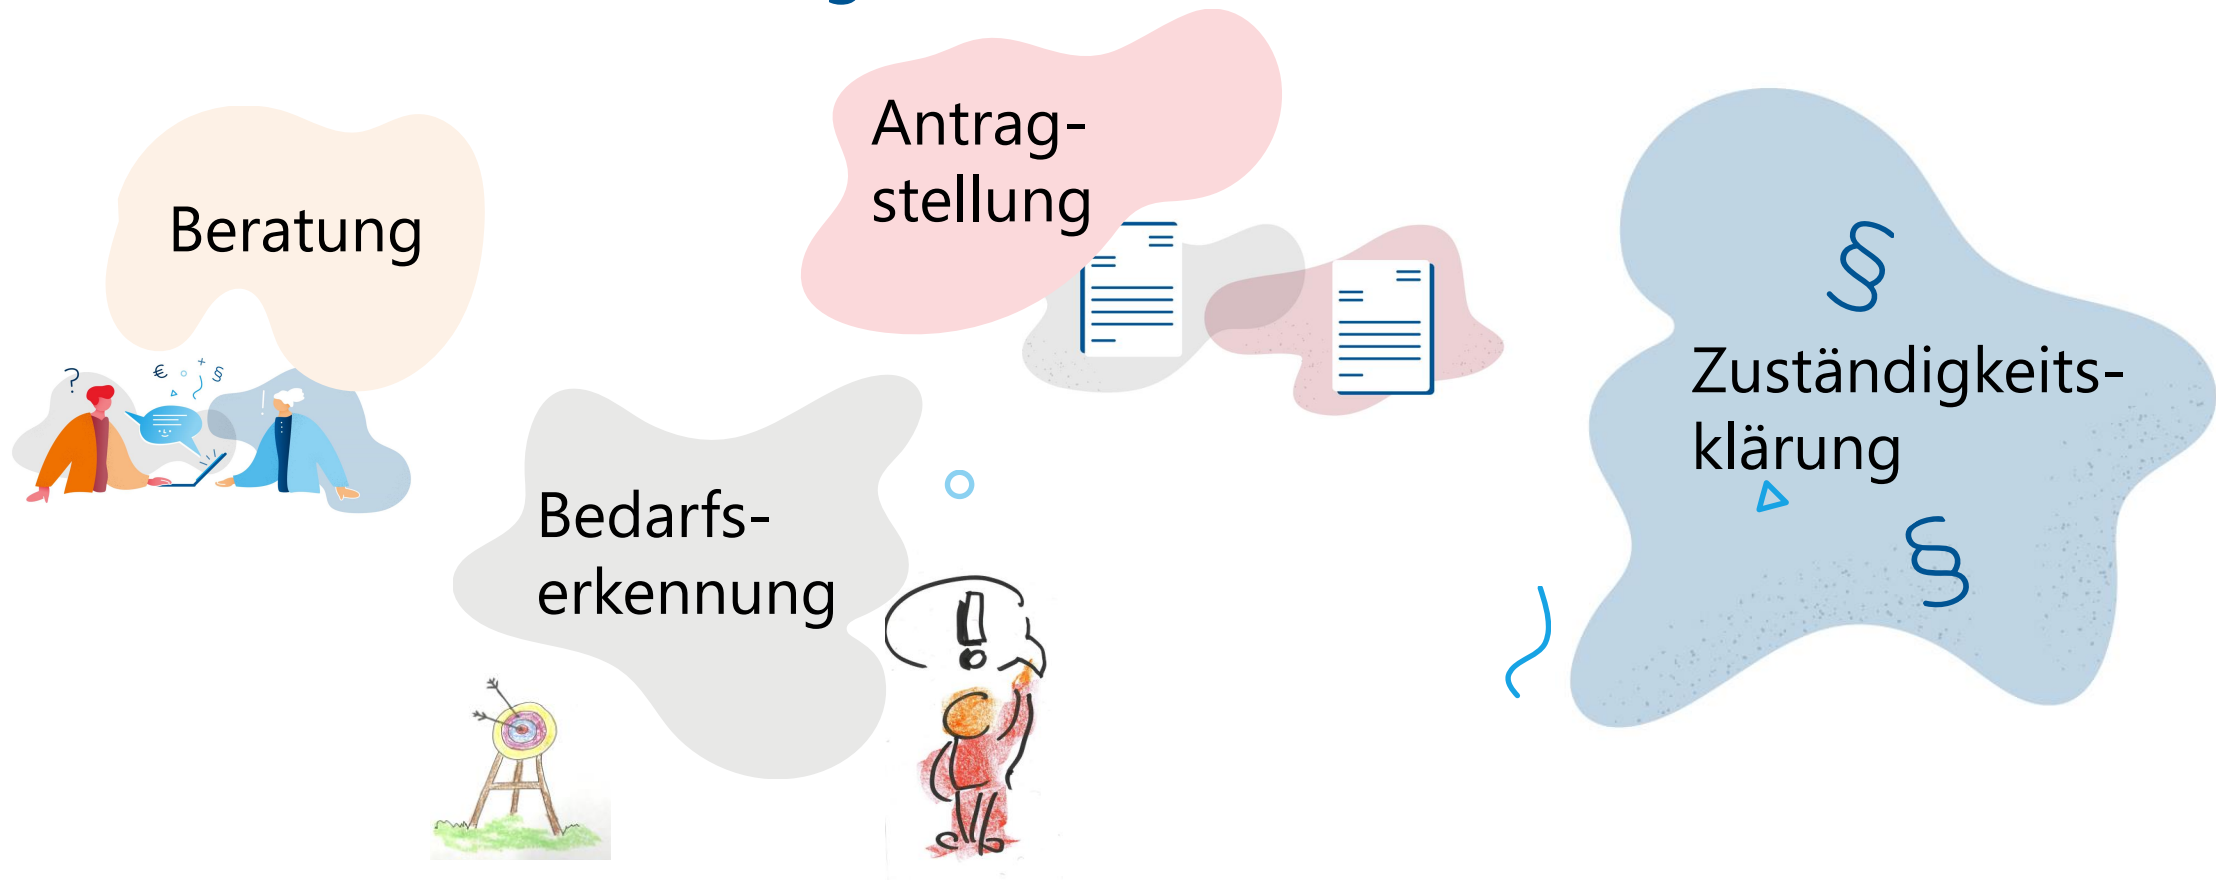 Beratung
Bedarfs-
erkennung
Antrag-
stellung
Zuständigkeits-
klärung
§
§
? € § !
!